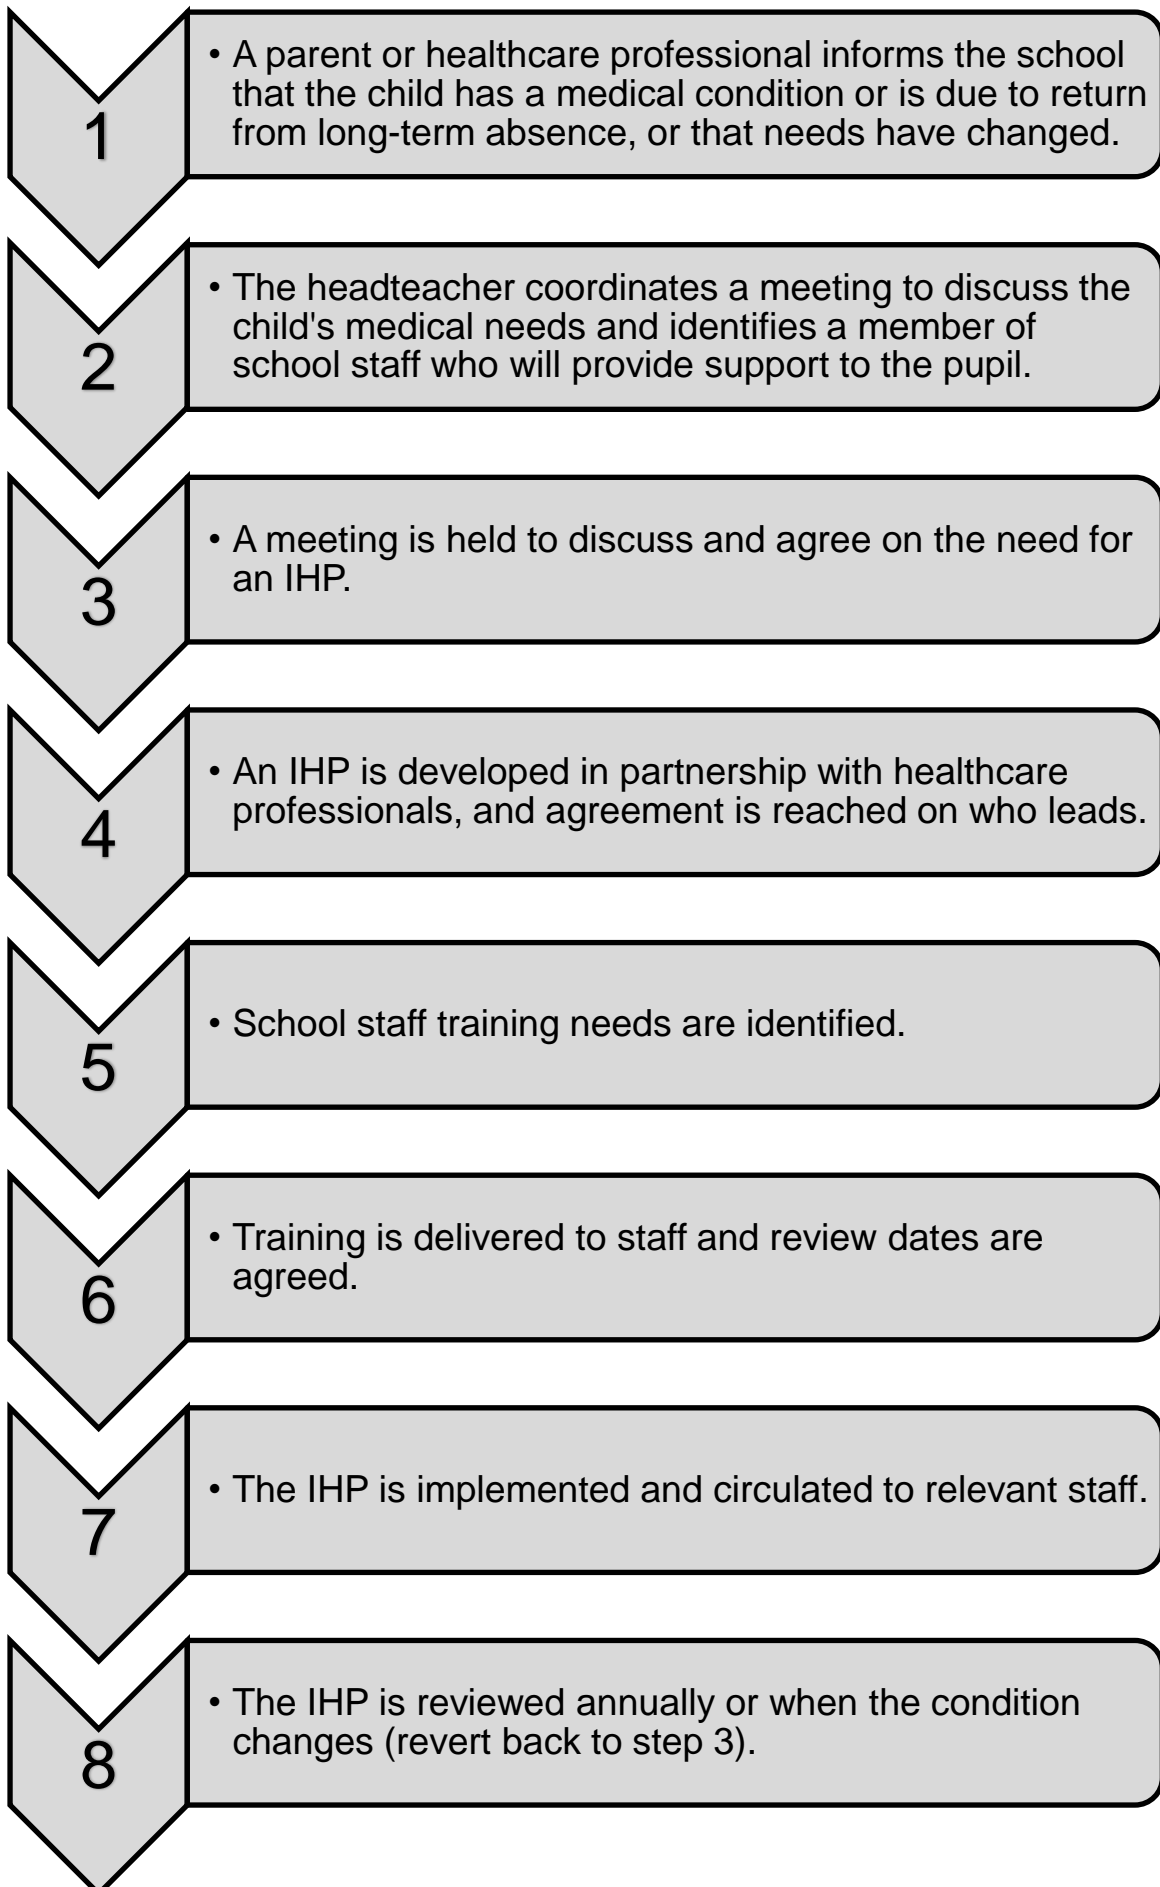 1
• A parent or healthcare professional informs the school
that the child has a medical condition or is due to return
from long-term absence, or that needs have changed.
2
• The headteacher coordinates a meeting to discuss the
child's medical needs and identifies a member of
school staff who will provide support to the pupil.
3
• A meeting is held to discuss and agree on the need for
an IHP.
4
• An IHP is developed in partnership with healthcare
professionals, and agreement is reached on who leads.
5
• School staff training needs are identified.
6
• Training is delivered to staff and review dates are
agreed.
7
• The IHP is implemented and circulated to relevant staff.
8
• The IHP is reviewed annually or when the condition
changes (revert back to step 3).